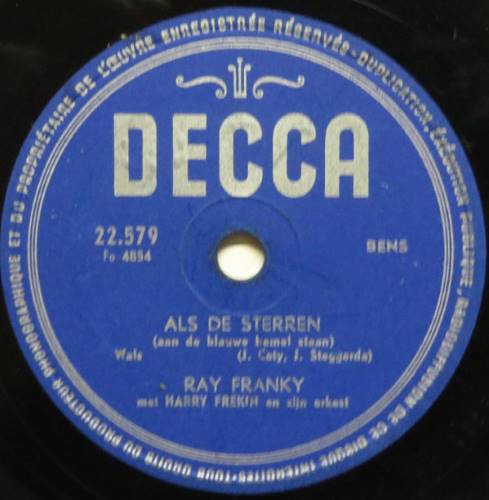 TOUS DROITS DU PRODUCTEUR PHONOGRAPHIQUE ET DU PROPRIÉTAIRE DE L'ŒUVRE ENREGISTRÉE RÉSERVÉS·DUPLICATION, EXÉCUTION PUBLIQUE, RADIODIFFUSION DE CE DISQUE INTERDITES·
DECCA
22.579
Fo 4854
BENS
ALS DE STERREN
(aan de blauwe hemel staan)
Wals (J. Caty, J. Steggerda)
RAY FRANKY
met HARRY FREKIN en zijn orkest